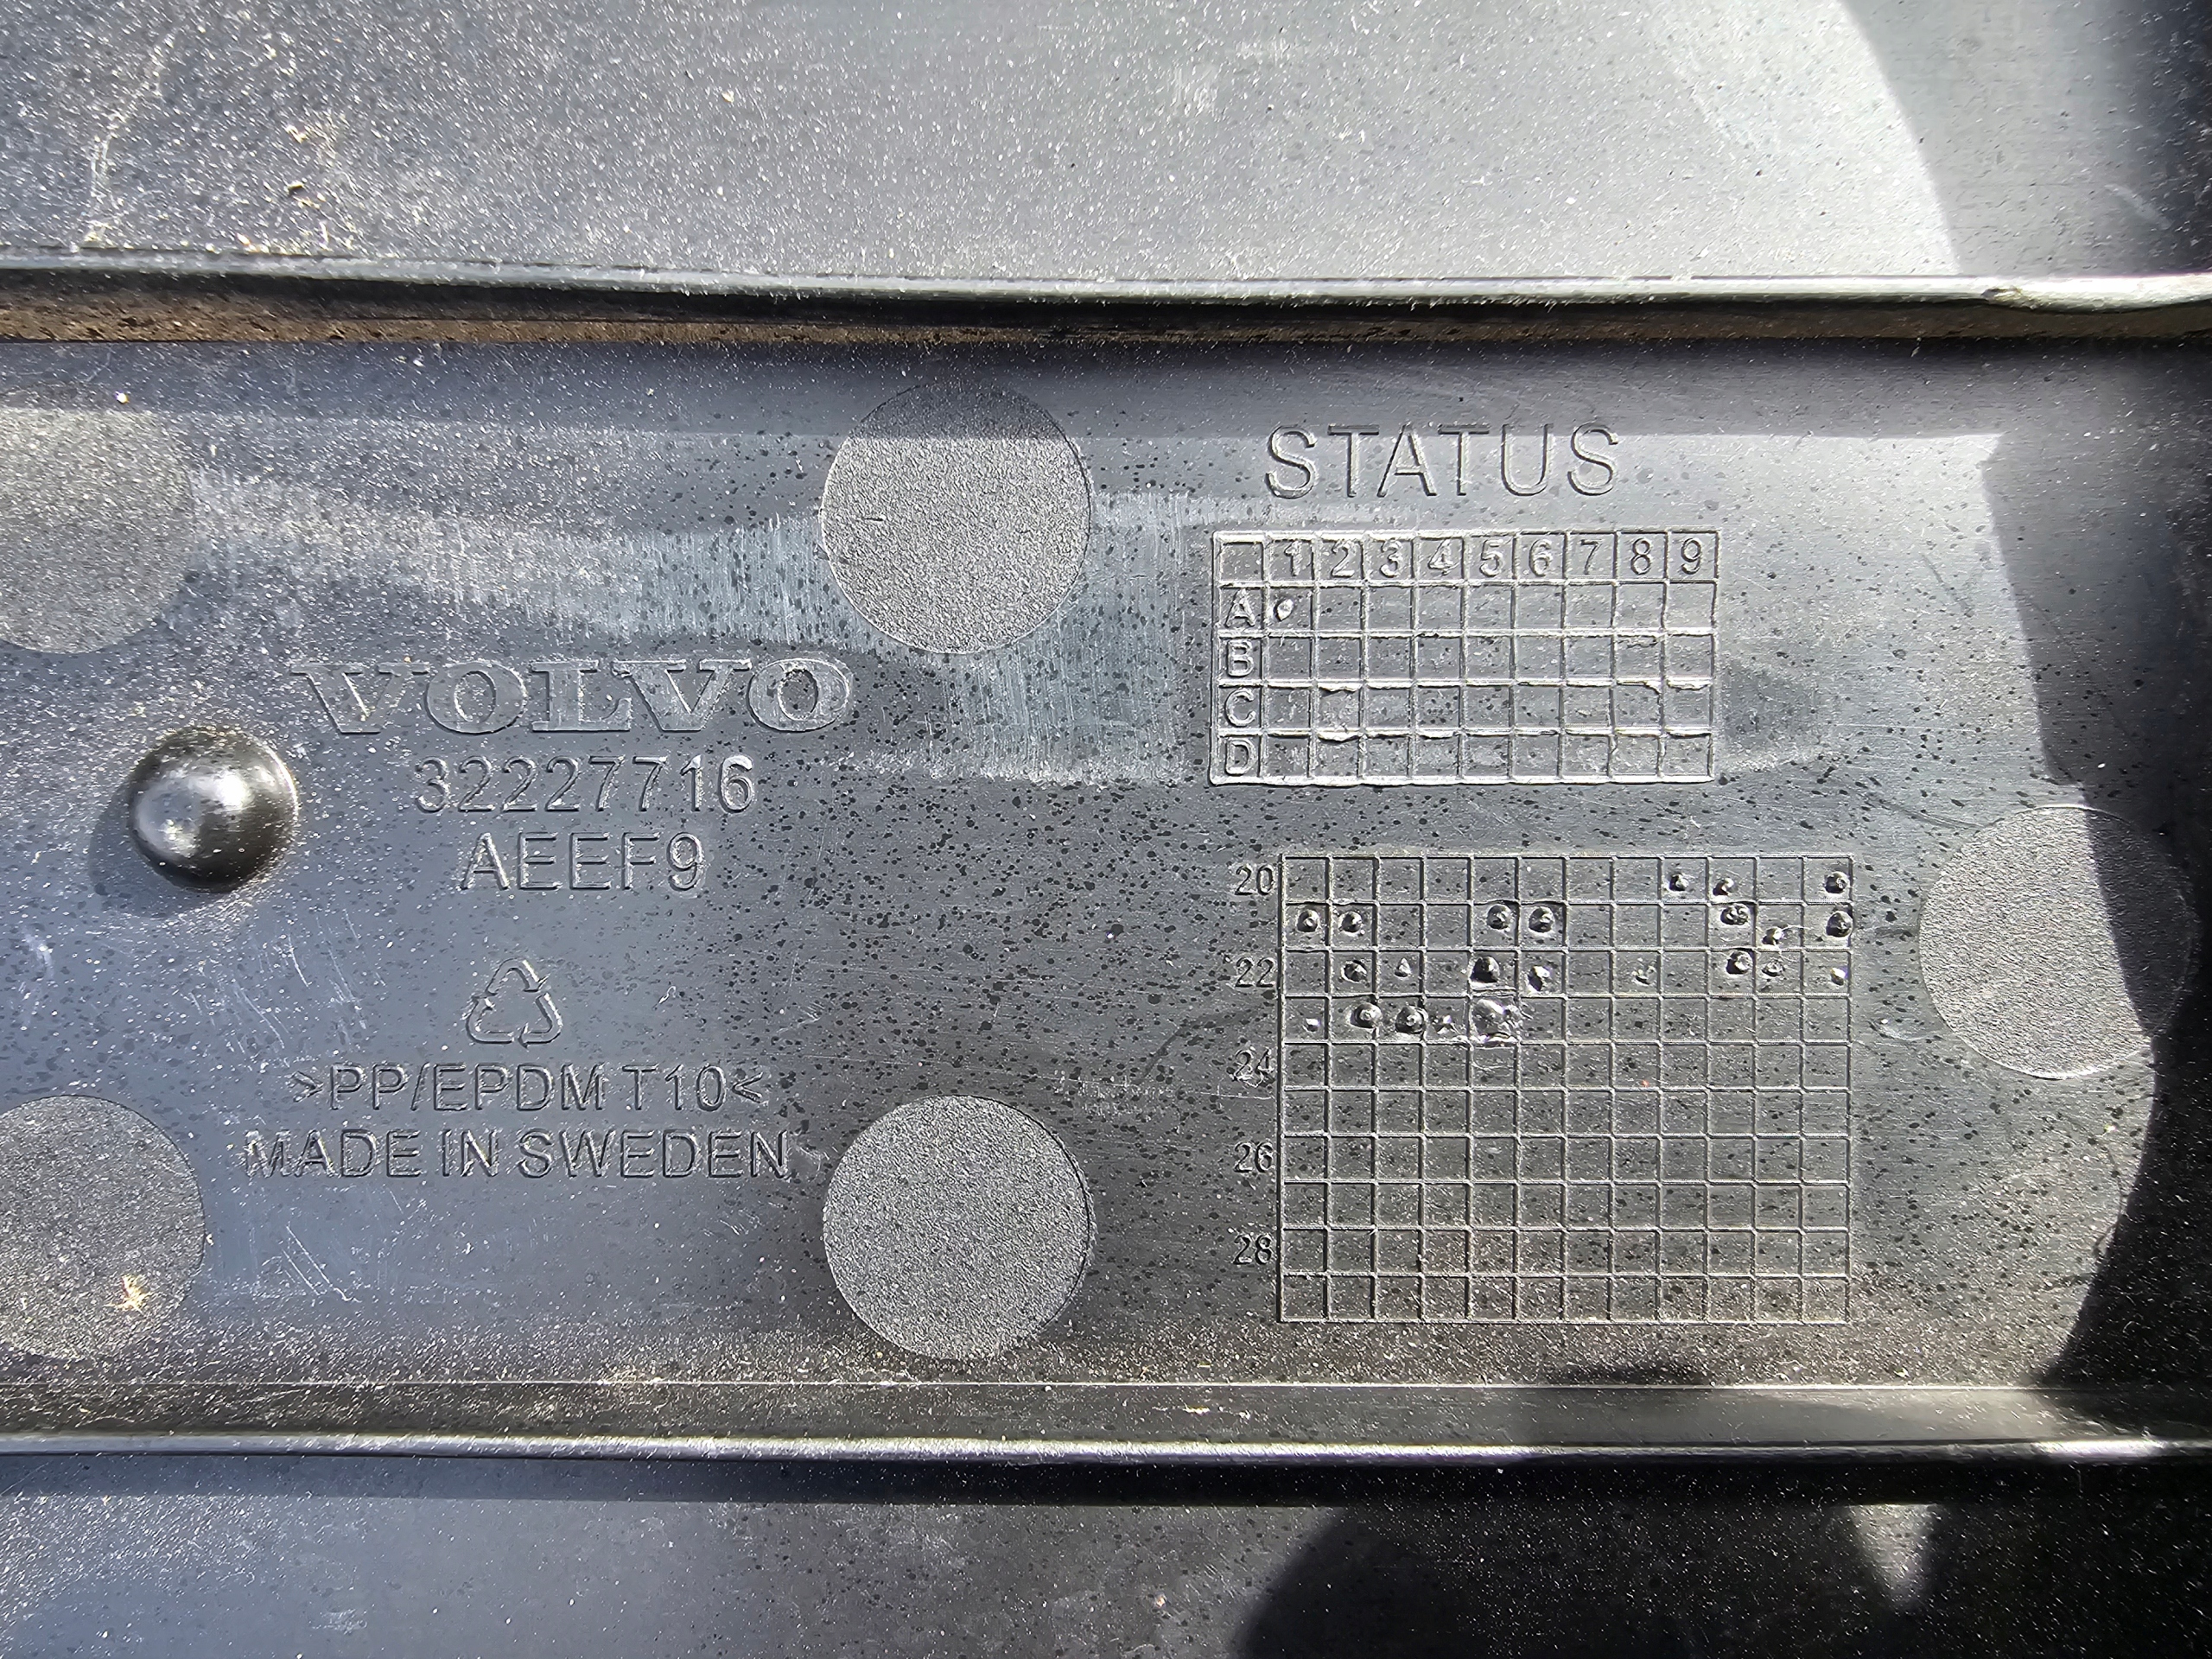 STATUS
1 2 3 4 5 6 7 8 9
A
B
C
D
VOLVO
32227716
AEEF9
>PP/EPDM T10<
MADE IN SWEDEN
20
22
24
26
28